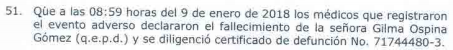 51. Que a las 08:59 horas del 9 de enero de 2018 los médicos que registraron
el evento adverso declararon el fallecimiento de la señora Gilma Ospina
Gómez (q.e.p.d.) y se diligenció certificado de defunción No. 71744480-3.